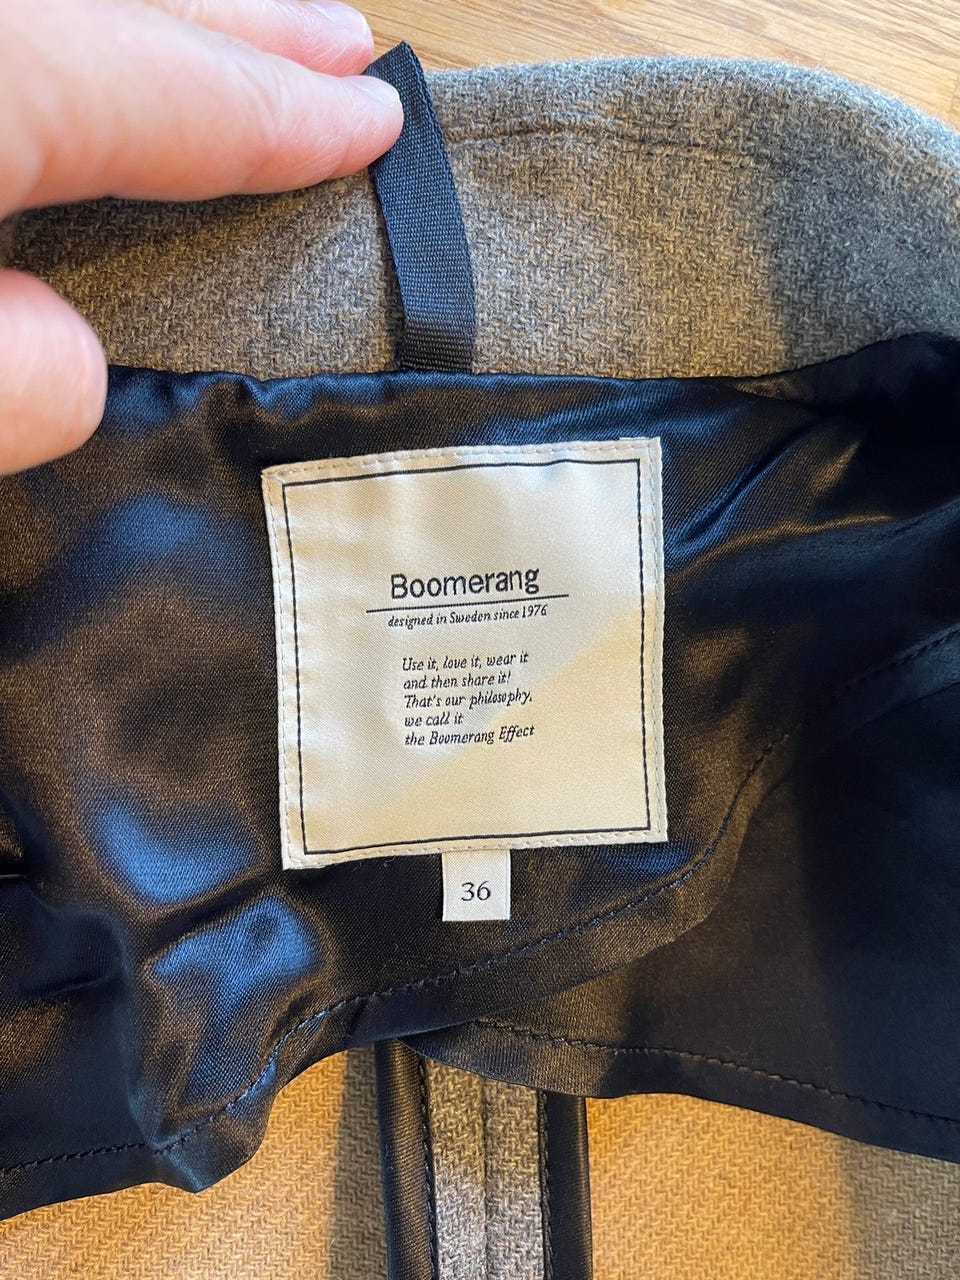 Boomerang
designed in Sweden since 1976
Use it, love it, wear it
and then share it!
That's our philosophy.
we call it
the Boomerang Effect
36